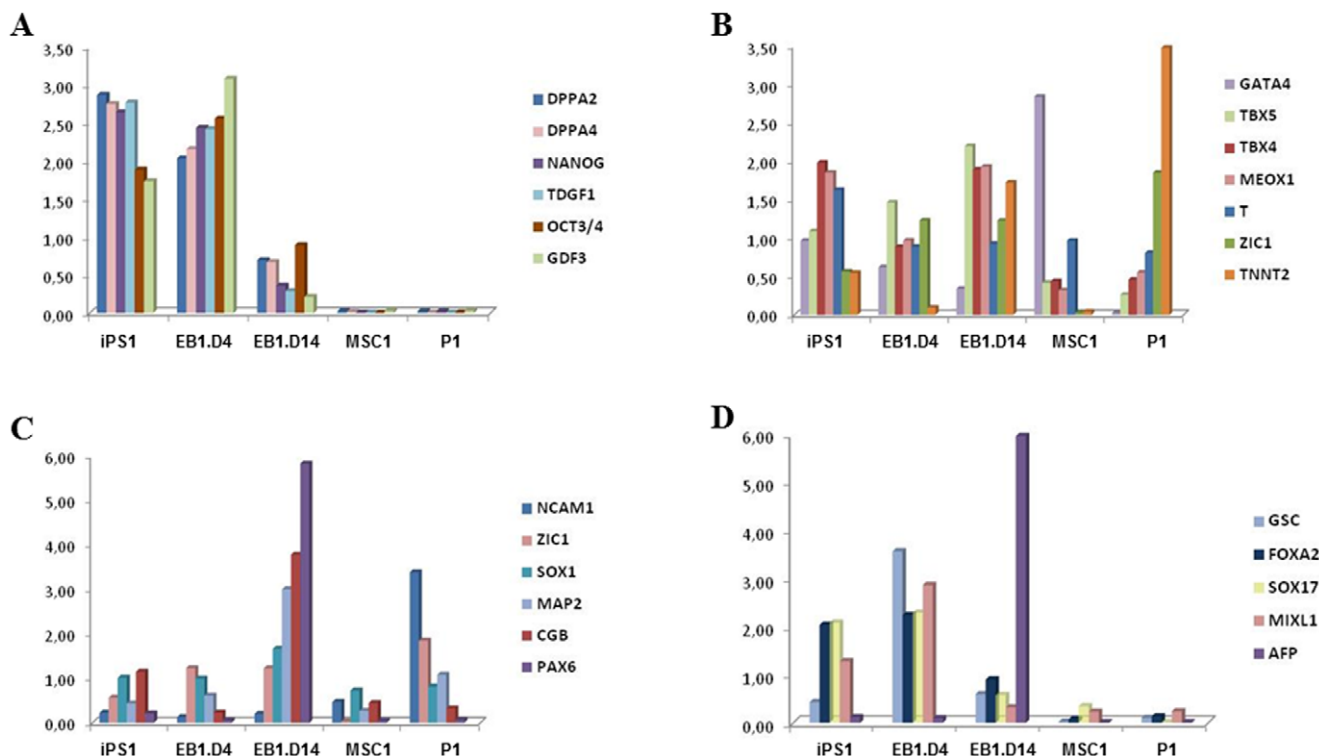 A
3,50
3,00
2,50
2,00
1,50
1,00
0,50
0,00
iPS1 EB1.D4 EB1.D14 MSC1 P1
DPPA2
DPPA4
NANOG
TDGF1
OCT3/4
GDF3
B
3,50
3,00
2,50
2,00
1,50
1,00
0,50
0,00
iPS1 EB1.D4 EB1.D14 MSC1 P1
GATA4
TBX5
TBX4
MEOX1
T
ZIC1
TNNT2
C
6,00
5,00
4,00
3,00
2,00
1,00
0,00
iPS1 EB1.D4 EB1.D14 MSC1 P1
NCAM1
ZIC1
SOX1
MAP2
CGB
PAX6
D
6,00
5,00
4,00
3,00
2,00
1,00
0,00
iPS1 EB1.D4 EB1.D14 MSC1 P1
GSC
FOXA2
SOX17
MIXL1
AFP